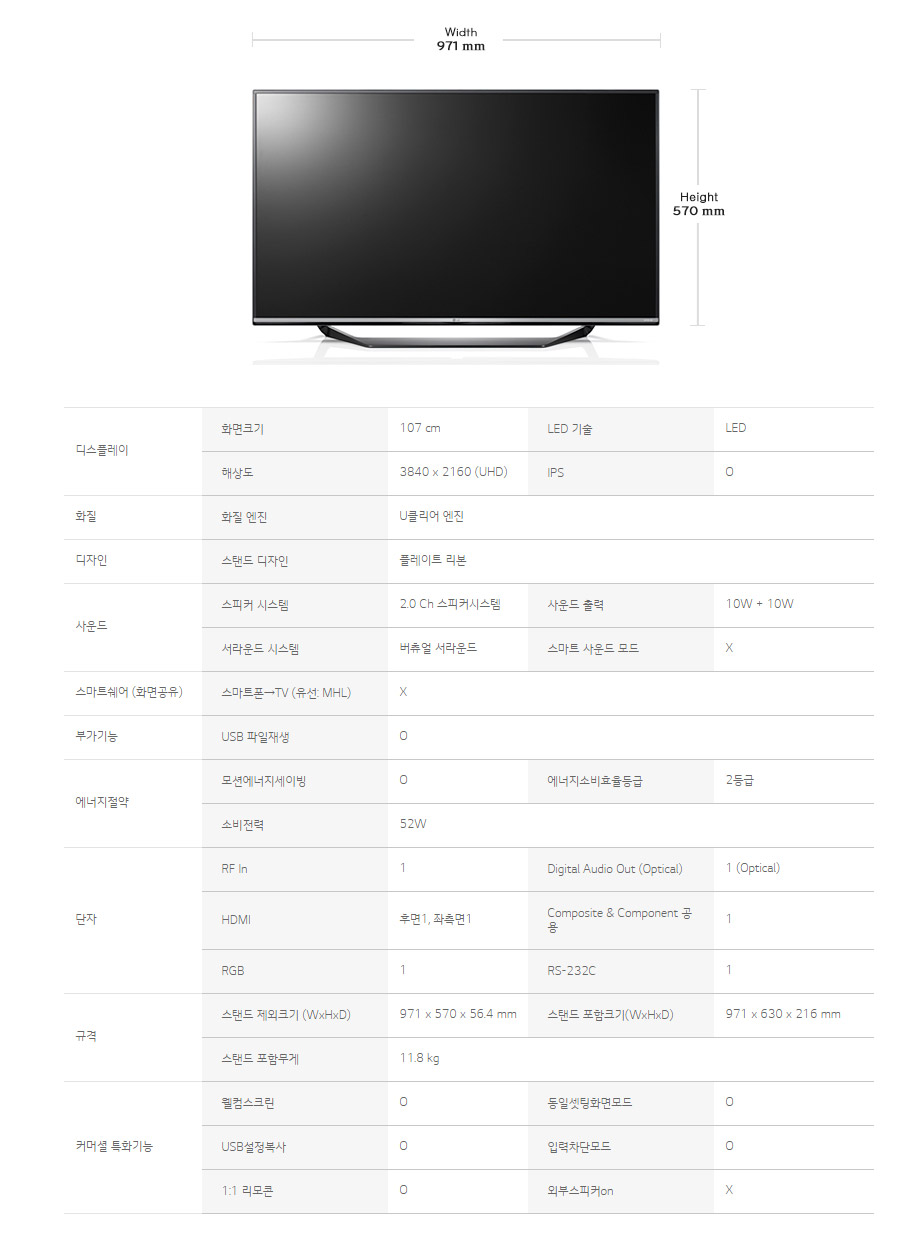 Width
971 mm
Height
570 mm
디스플레이
화면크기
107 cm
LED 기술
LED
해상도
3840 x 2160 (UHD)
IPS
O
화질
화질 엔진
U클리어 엔진
디자인
스탠드 디자인
플레이트 리본
사운드
스피커 시스템
2.0 Ch 스피커시스템
사운드 출력
10W + 10W
서라운드 시스템
버츄얼 서라운드
스마트 사운드 모드
X
스마트쉐어 (화면공유)
스마트폰→TV (유선: MHL)
X
부가기능
USB 파일재생
O
에너지절약
모션에너지세이빙
O
에너지소비효율등급
2등급
소비전력
52W
단자
RF In
1
Digital Audio Out (Optical)
1 (Optical)
HDMI
후면1, 좌측면1
Composite & Component 공
용
1
RGB
1
RS-232C
1
규격
스탠드 제외크기 (WxHxD)
971 x 570 x 56.4 mm
스탠드 포함크기(WxHxD)
971 x 630 x 216 mm
스탠드 포함무게
11.8 kg
커머셜 특화기능
웰컴스크린
O
동일셋팅화면모드
O
USB설정복사
O
입력차단모드
O
1:1 리모콘
O
외부스피커on
X